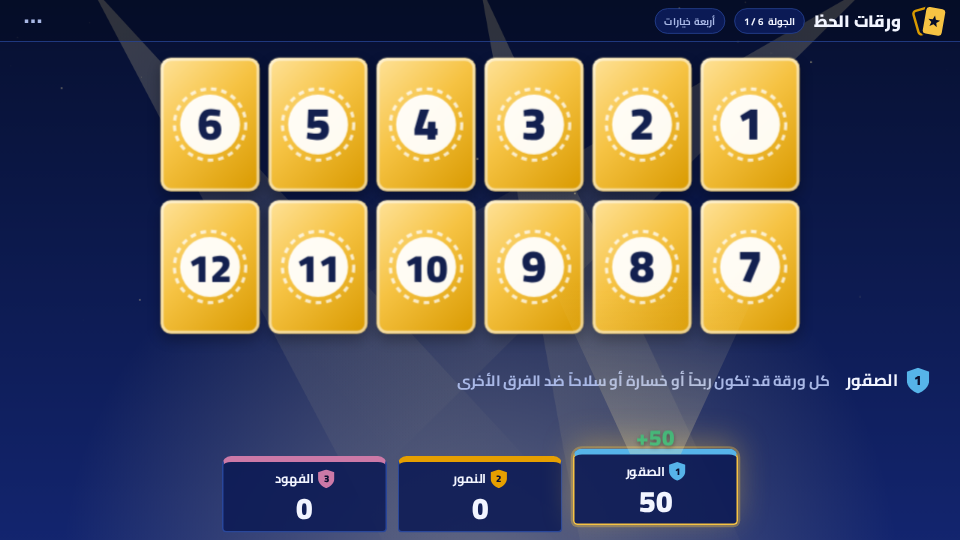 ورقات الحظ
الجولة 6 / 1
أربعة خيارات
...
1
2
3
4
5
6
7
8
9
10
11
12
1
الصقور
كل ورقة قد تكون ربحاً أو خسارة أو سلاحاً ضد الفرق الأخرى
+50
1 الصقور
50
2 النمور
0
3 الفهود
0